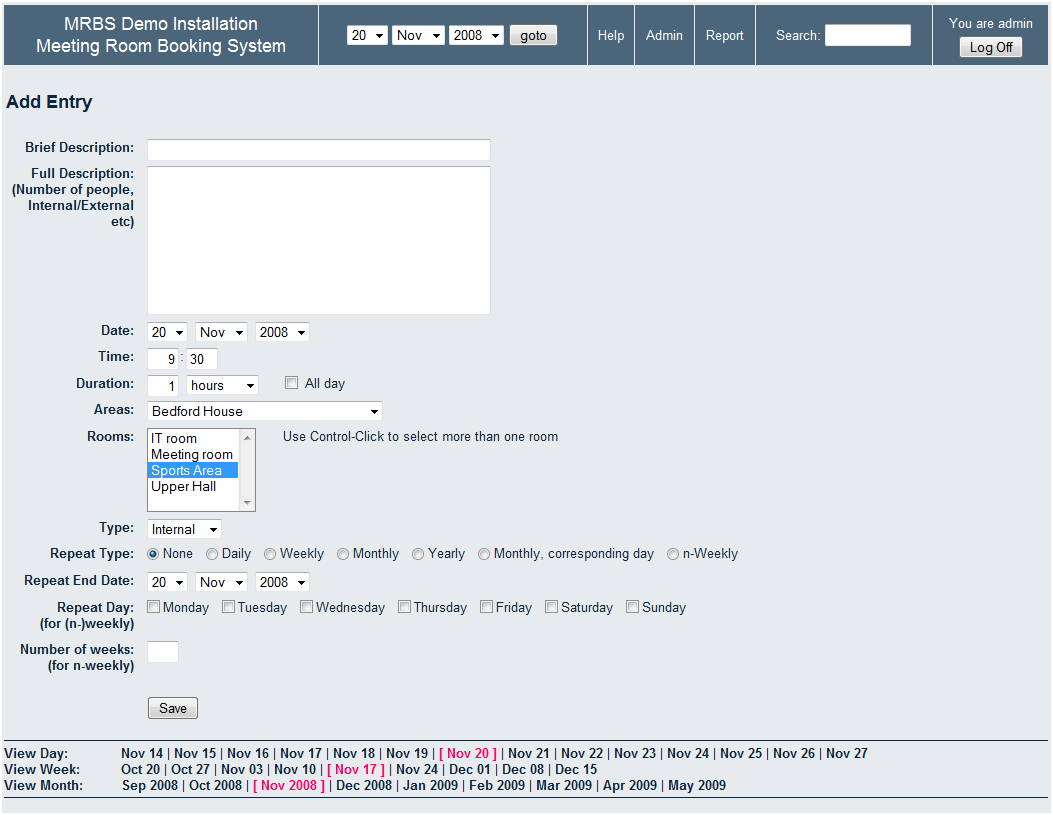 MRBS Demo Installation
Meeting Room Booking System
20 Nov 2008 goto
Help
Admin
Report
Search:
You are admin
Log Off
Add Entry
Brief Description:
Full Description:
(Number of people,
Internal/External
etc)
Date: 20 Nov 2008
Time: 9 : 30
Duration: 1 hours All day
Areas: Bedford House
Rooms: IT room Use Control-Click to select more than one room
Meeting room
Sports Area
Upper Hall
Type: Internal
Repeat Type: None Daily Weekly Monthly Yearly Monthly, corresponding day n-Weekly
Repeat End Date: 20 Nov 2008
Repeat Day: Monday Tuesday Wednesday Thursday Friday Saturday Sunday
(for (n-)weekly)
Number of weeks:
(for n-weekly)
Save
View Day: Nov 14 | Nov 15 | Nov 16 | Nov 17 | Nov 18 | Nov 19 | [ Nov 20 ] | Nov 21 | Nov 22 | Nov 23 | Nov 24 | Nov 25 | Nov 26 | Nov 27
View Week: Oct 20 | Oct 27 | Nov 03 | Nov 10 | [ Nov 17 ] | Nov 24 | Dec 01 | Dec 08 | Dec 15
View Month: Sep 2008 | Oct 2008 | [ Nov 2008 ] | Dec 2008 | Jan 2009 | Feb 2009 | Mar 2009 | Apr 2009 | May 2009